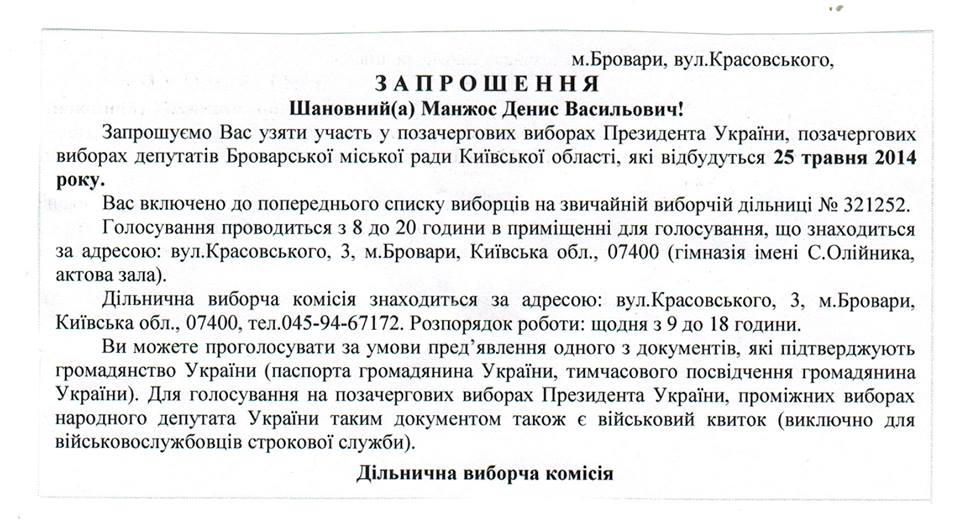 м.Бровари, вул.Красовського,
ЗАПРОШЕННЯ
Шановний(а) Манжос Денис Васильович!
Запрошуємо Вас узяти участь у позачергових виборах Президента України, позачергових
виборах депутатів Броварської міської ради Київської області, які відбудуться 25 травня 2014
року.
Вас включено до попереднього списку виборців на звичайній виборчій дільниці № 321252.
Голосування проводиться з 8 до 20 години в приміщенні для голосування, що знаходиться
за адресою: вул.Красовського, 3, м.Бровари, Київська обл., 07400 (гімназія імені С.Олійника,
актова зала).
Дільнична виборча комісія знаходиться за адресою: вул.Красовського, 3, м.Бровари,
Київська обл., 07400, тел.045-94-67172. Розпорядок роботи: щодня з 9 до 18 години.
Ви можете проголосувати за умови пред’явлення одного з документів, які підтверджують
громадянство України (паспорта громадянина України, тимчасового посвідчення громадянина
України). Для голосування на позачергових виборах Президента України, проміжних виборах
народного депутата України таким документом також є військовий квиток (виключно для
військовослужбовців строкової служби).
Дільнична виборча комісія